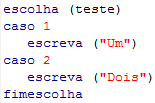 escolha (teste)
caso 1
escreva ("Um")
caso 2
escreva ("Dois")
fimescolha